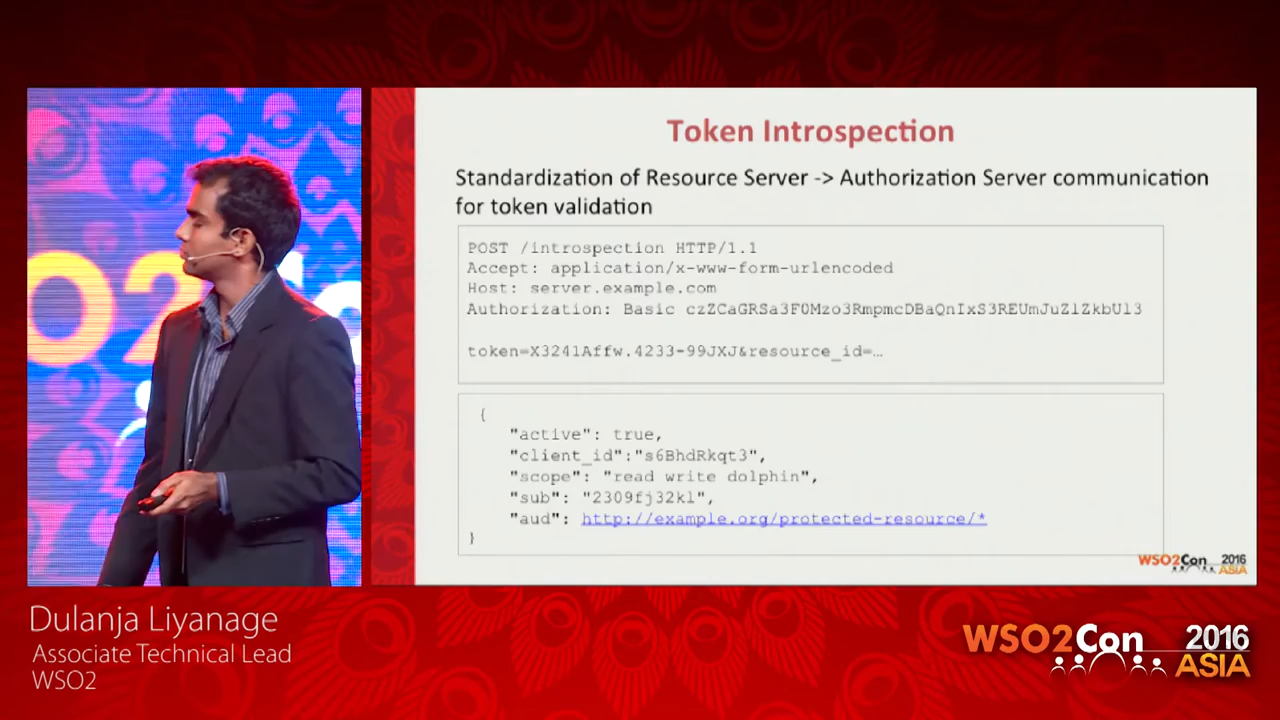 Token Introspection
Standardization of Resource Server -> Authorization Server communication
for token validation
POST /introspection HTTP/1.1
Accept: application/x-www-form-urlencoded
Host: server.example.com
Authorization: Basic czZCaGRSa3F0Mzo3RmpmcDBaQnIxS3REUmJuZlZkbUl3
token=X3241Affw.4233-99JXJ&resource_id=…
{
"active": true,
"client_id":"s6BhdRkqt3",
"scope": "read write dolphin",
"sub": "2309fj32kl",
"aud": http://example.org/protected-resource/*
}
WSO2Con 2016
ASIA
Dulanja Liyanage
Associate Technical Lead
WSO2
WSO2Con 2016
ASIA